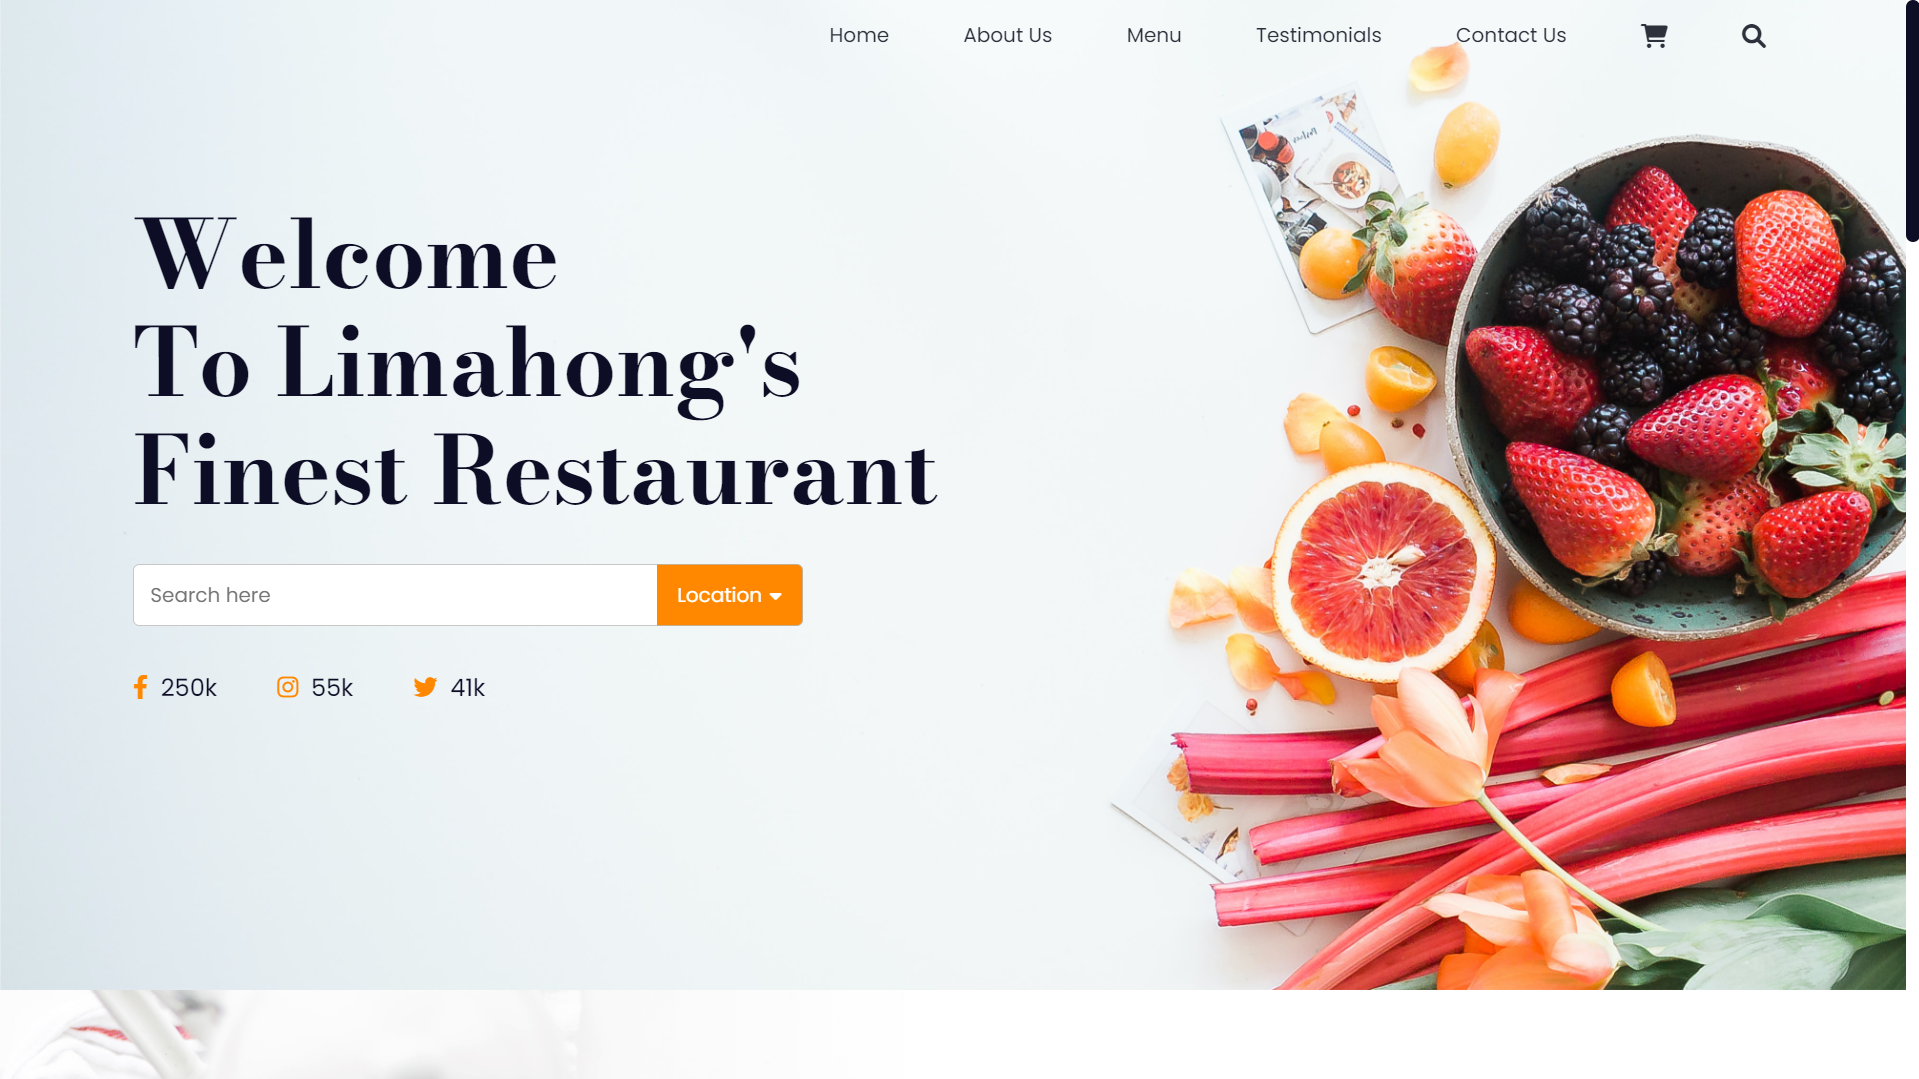 Home About Us Menu Testimonials Contact Us
Welcome
To Limahong's
Finest Restaurant
Search here Location
250k 55k 41k